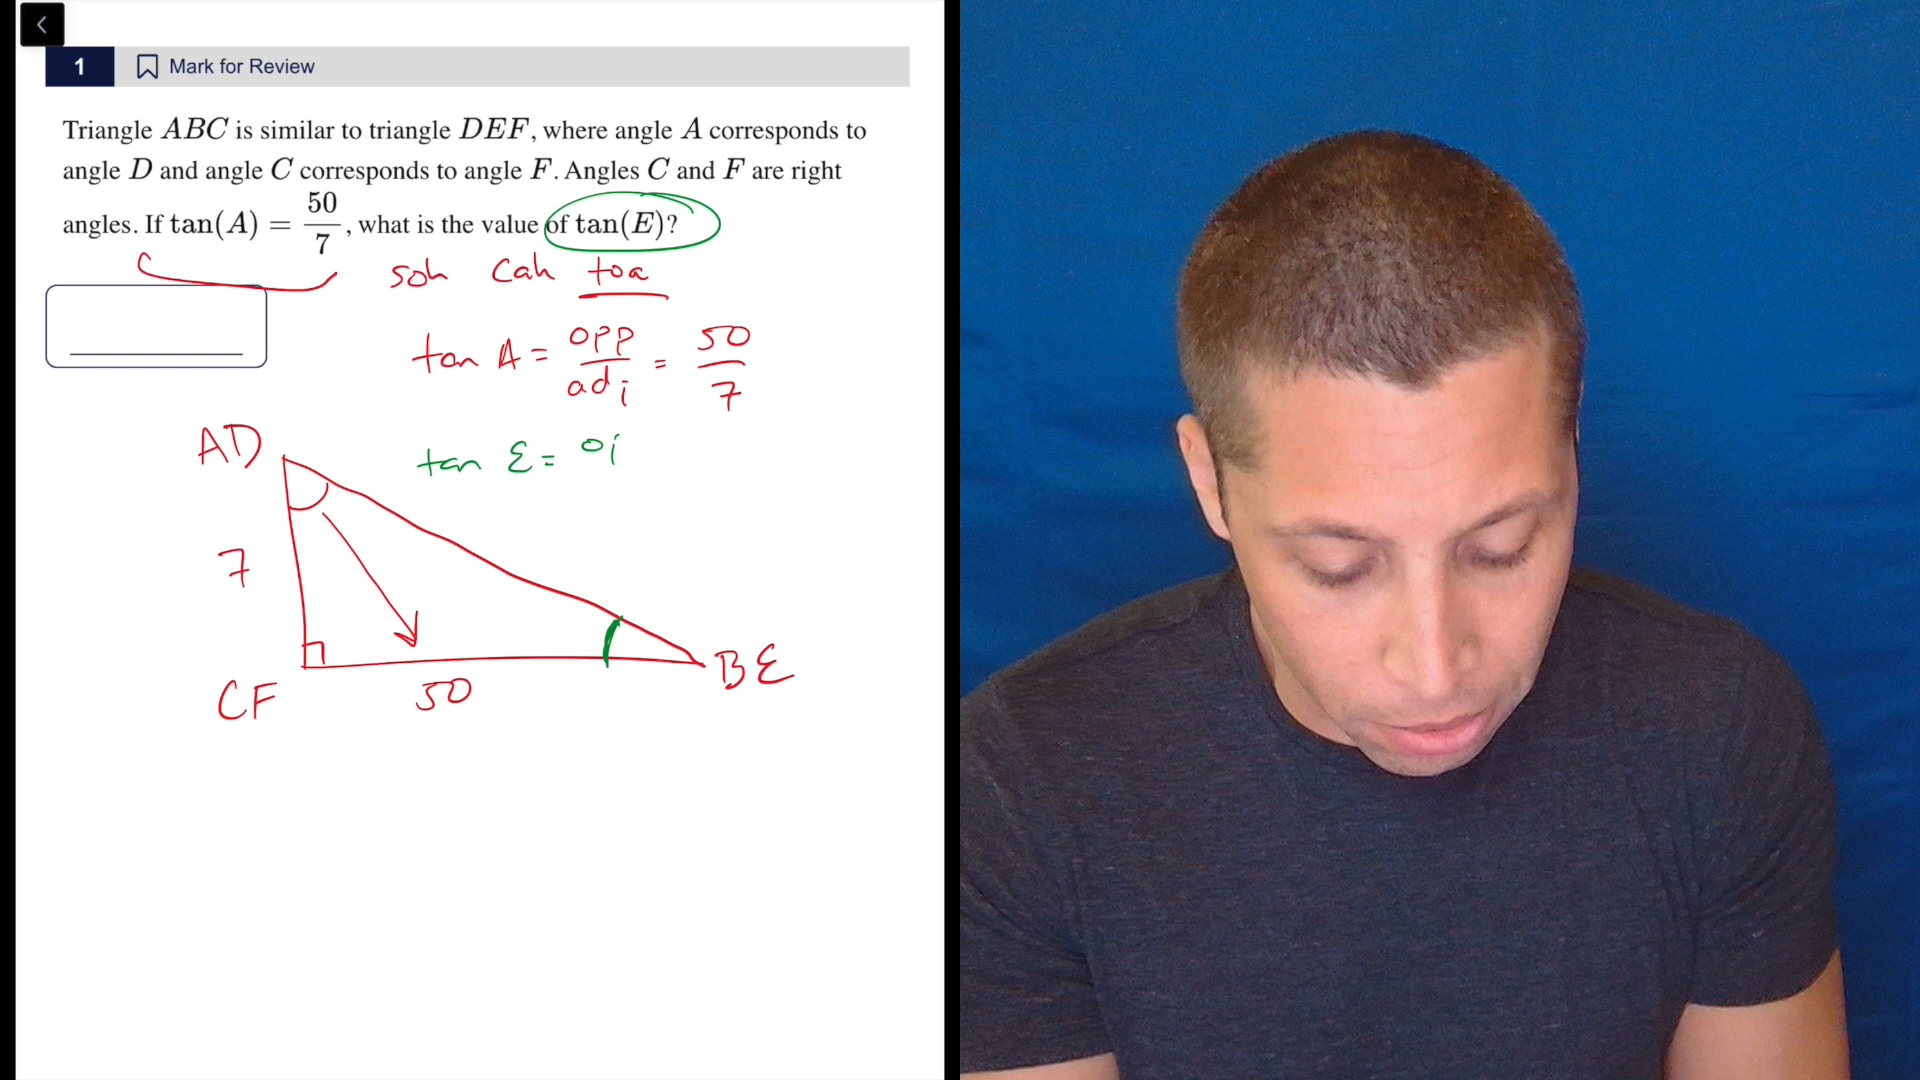 1 Mark for Review
Triangle ABC is similar to triangle DEF, where angle A corresponds to
angle D and angle C corresponds to angle F. Angles C and F are right
angles. If tan(A) = 50/7, what is the value of tan(E)?
soh cah toa
tan A = opp/adj = 50/7
tan E =
AD
7
CF
50
BE